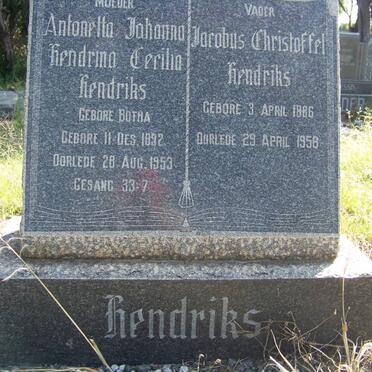 Moeder
Antonetta Johanna
Hendrina Cecilia
Hendriks
Gebore Botha
Gebore 11 Des. 1892
Oorlede 28 Aug. 1953
Gesang 33:7
Vader
Jacobus Christoffel
Hendriks
Gebore 3 April 1886
Oorlede 29 April 1958
Hendriks